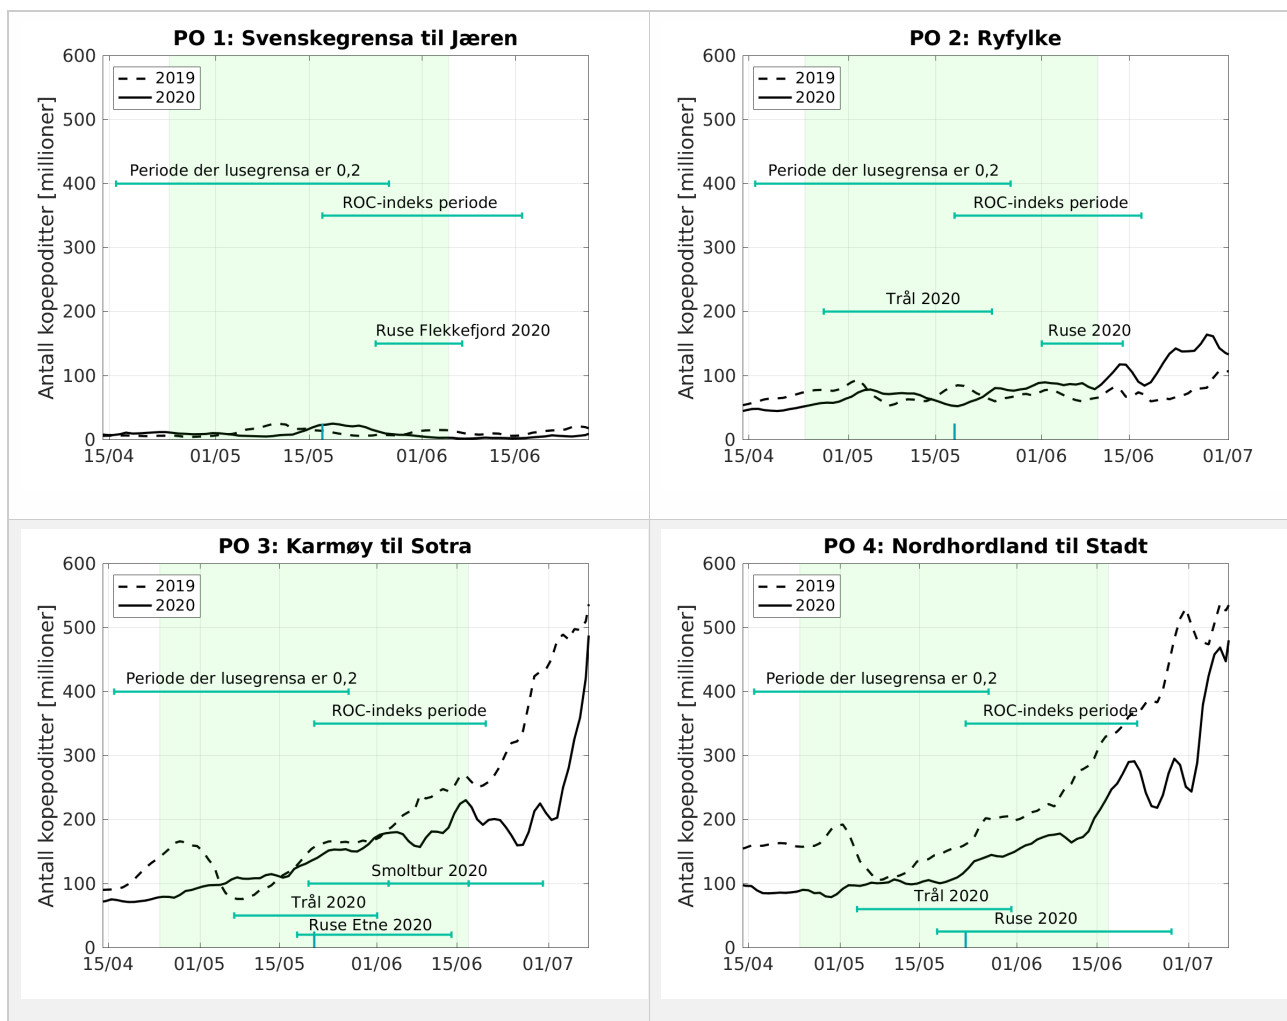 PO 1: Svenskegrensa til Jæren
Antall kopepoditter [millioner]
600
500
400
300
200
100
0
2019
2020
Periode der lusegrensa er 0,2
ROC-indeks periode
Ruse Flekkefjord 2020
15/04 01/05 15/05 01/06 15/06
PO 2: Ryfylke
Antall kopepoditter [millioner]
600
500
400
300
200
100
0
2019
2020
Periode der lusegrensa er 0,2
ROC-indeks periode
Trål 2020
Ruse 2020
15/04 01/05 15/05 01/06 15/06 01/07
PO 3: Karmøy til Sotra
Antall kopepoditter [millioner]
600
500
400
300
200
100
0
2019
2020
Periode der lusegrensa er 0,2
ROC-indeks periode
Smoltbur 2020
Trål 2020
Ruse Etne 2020
15/04 01/05 15/05 01/06 15/06 01/07
PO 4: Nordhordland til Stadt
Antall kopepoditter [millioner]
600
500
400
300
200
100
0
2019
2020
Periode der lusegrensa er 0,2
ROC-indeks periode
Trål 2020
Ruse 2020
15/04 01/05 15/05 01/06 15/06 01/07